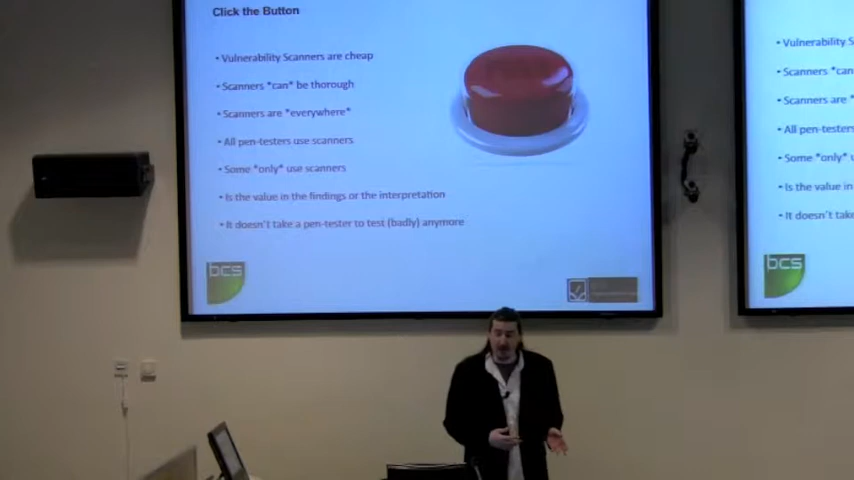 Click the Button
• Vulnerability Scanners are cheap
• Scanners *can* be thorough
• Scanners are *everywhere*
• All pen-testers use scanners
• Some *only* use scanners
• Is the value in the findings or the interpretation
• It doesn't take a pen-tester to test (badly) anymore
bcs
• Vulnerability S
• Scanners *can
• Scanners are *
• All pen-testers
• Some *only* u
• Is the value in
• It doesn't take
bcs